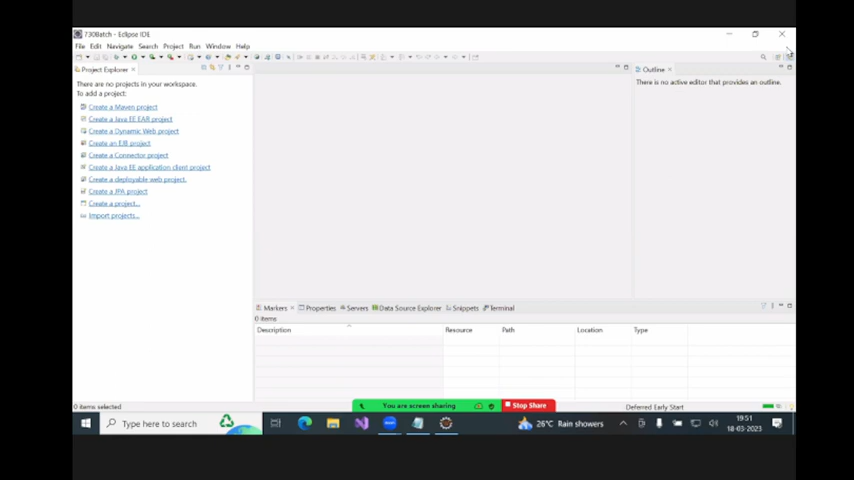 730Batch - Eclipse IDE
File Edit Navigate Search Project Run Window Help
Project Explorer
Outline
There are no projects in your workspace.
To add a project:
There is no active editor that provides an outline.
Create a Maven project
Create a Java EE EAR project
Create a Dynamic Web project
Create an EJB project
Create a Connector project
Create a Java EE application client project
Create a deployable web project.
Create a JPA project
Create a project...
Import projects...
Markers Properties Servers Data Source Explorer Snippets Terminal
0 items
Description Resource Path Location Type
0 items selected
You are screen sharing Stop Share
Deferred Early Start
Type here to search
26°C Rain showers
19:51
18-03-2023